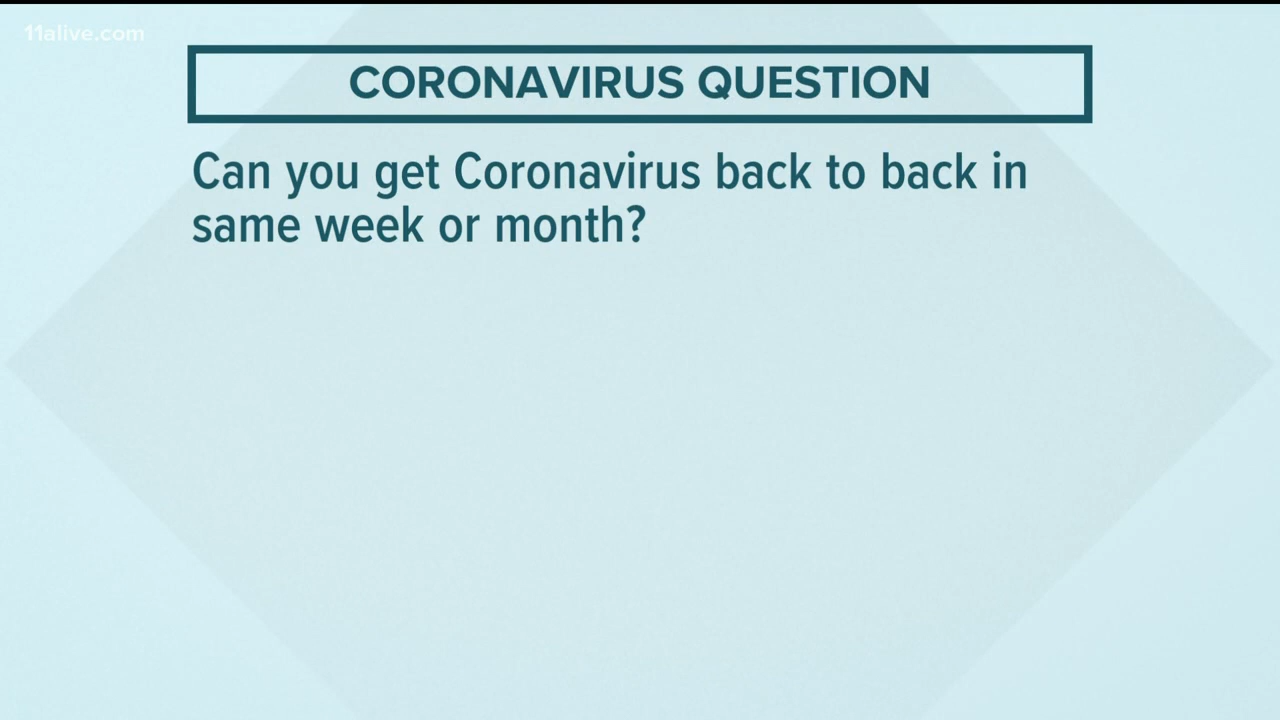 11alive.com
CORONAVIRUS QUESTION
Can you get Coronavirus back to back in
same week or month?